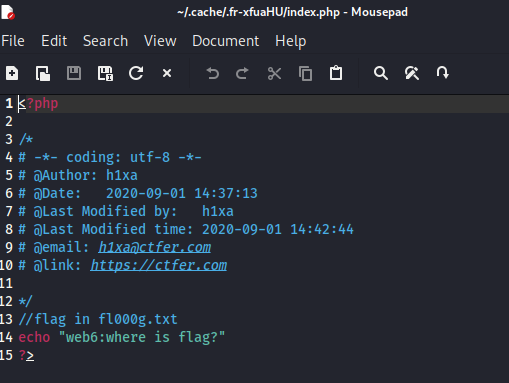 ~/.cache/.fr-xfuaHU/index.php - Mousepad
File Edit Search View Document Help
1 <?php
2
3 /*
4 # -*- coding: utf-8 -*-
5 # @Author: h1xa
6 # @Date:   2020-09-01 14:37:13
7 # @Last Modified by:   h1xa
8 # @Last Modified time: 2020-09-01 14:42:44
9 # @email: h1xa@ctfer.com
10 # @link: https://ctfer.com
11
12 */
13 //flag in fl000g.txt
14 echo "web6:where is flag?"
15 ?>